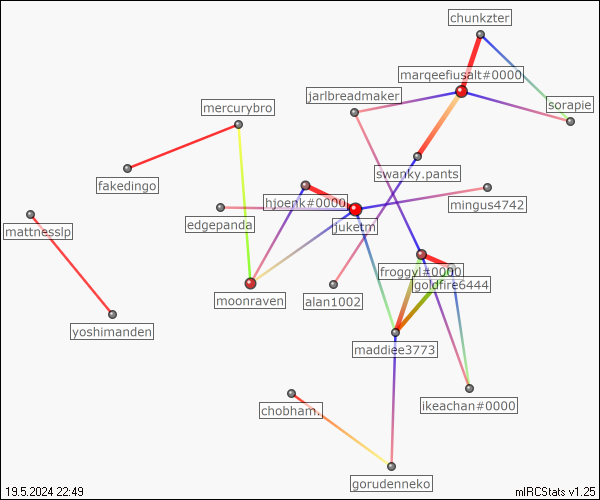 chunkzter
marqeefiusalt#0000
jarlbreadmaker
sorapie
mercurybro
swanky.pants
fakedingo
mingus4742
hjoenk#0000
edgepanda
juketm
mattnesslp
froggyl#0000
goldfire6444
moonraven
alan1002
yoshimanden
maddiee3773
ikeachan#0000
chobham.
gorudenneko
19.5.2024 22:49
mIRCStats v1.25